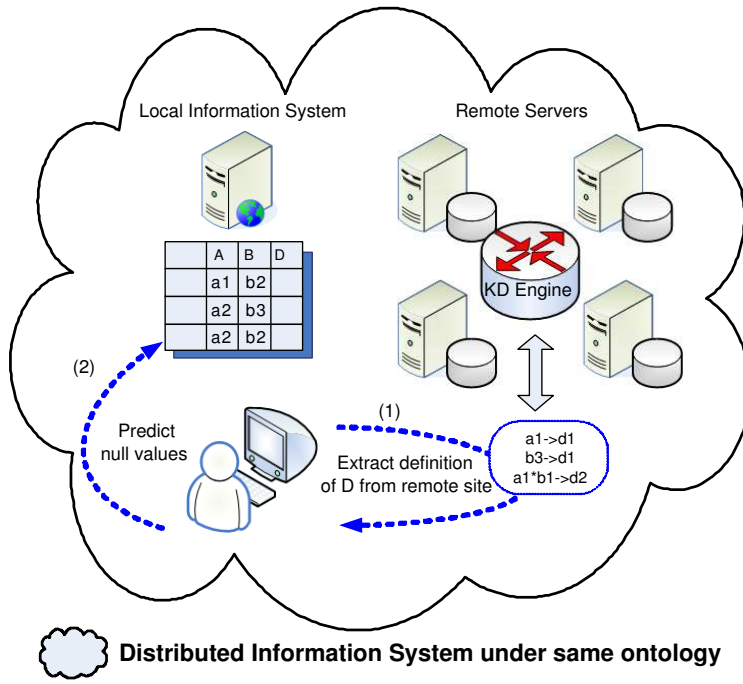 Local Information System
Remote Servers
A B D
a1 b2
a2 b3
a2 b2
KD Engine
(2)
(1)
Predict
null values
Extract definition
of D from remote site
a1->d1
b3->d1
a1*b1->d2
Distributed Information System under same ontology